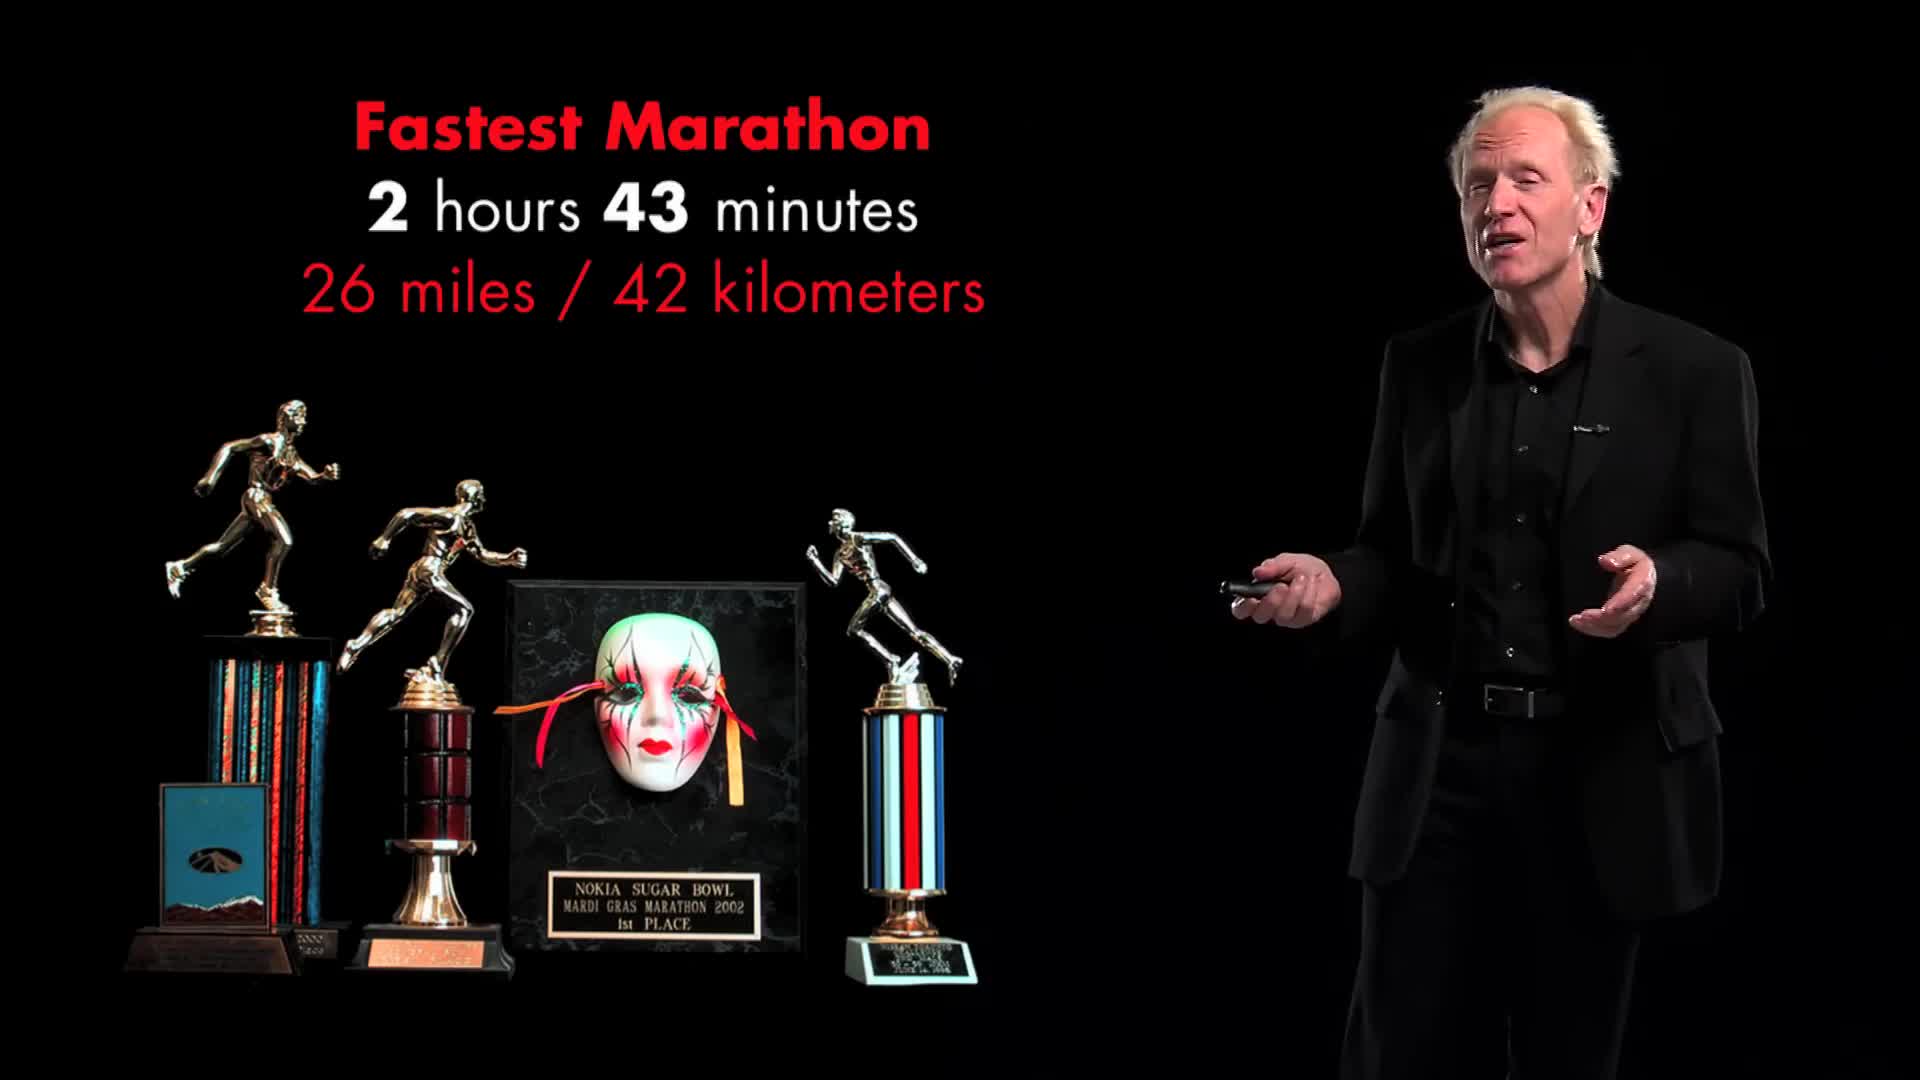 Fastest Marathon
2 hours 43 minutes
26 miles / 42 kilometers
NOKIA SUGAR BOWL
MARDI GRAS MARATHON 2002
1st PLACE
2000